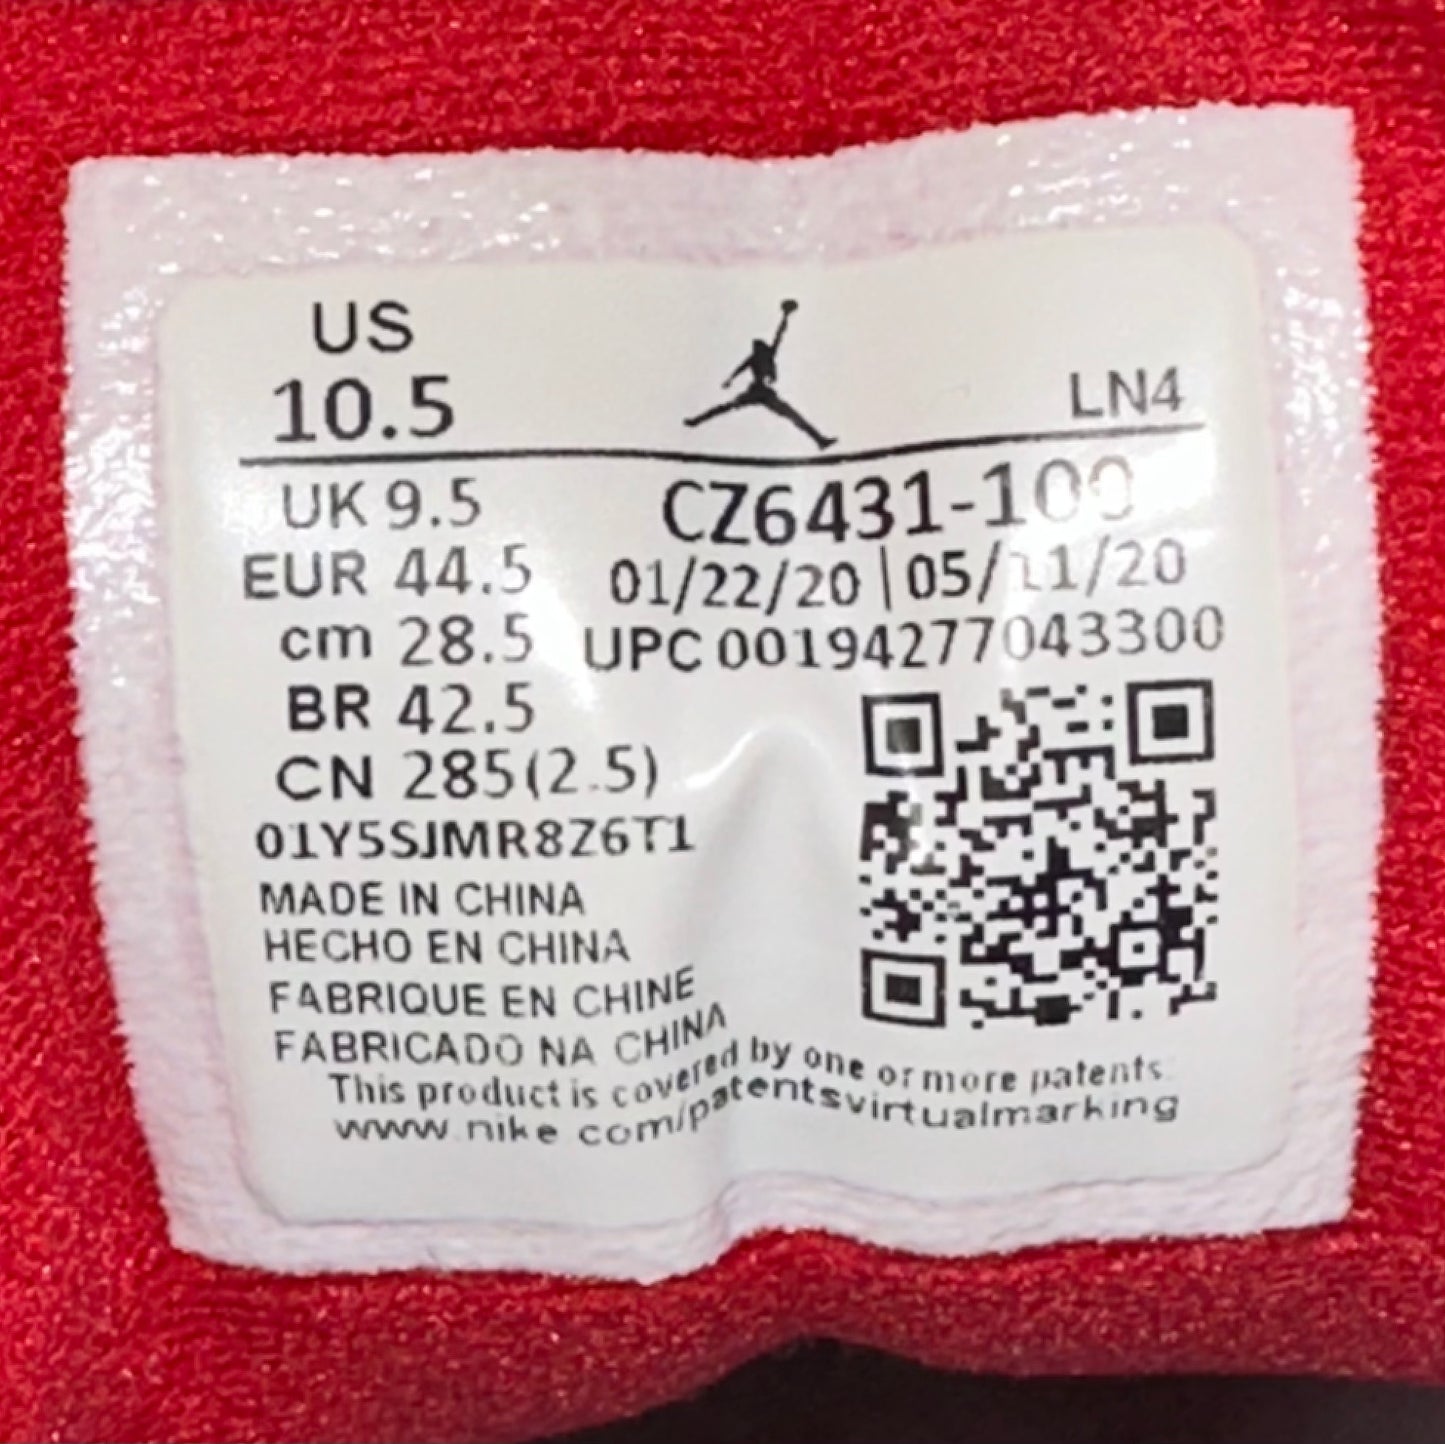 US
10.5
LN4
UK 9.5
CZ6431-100
EUR 44.5
01/22/20 | 05/11/20
cm 28.5
UPC 00194277043300
BR 42.5
CN 285(2.5)
01Y5SJMR8Z6T1
MADE IN CHINA
HECHO EN CHINA
FABRIQUE EN CHINE
FABRICADO NA CHINA
This product is covered by one or more patents.
www.nike.com/patentsvirtualmarking